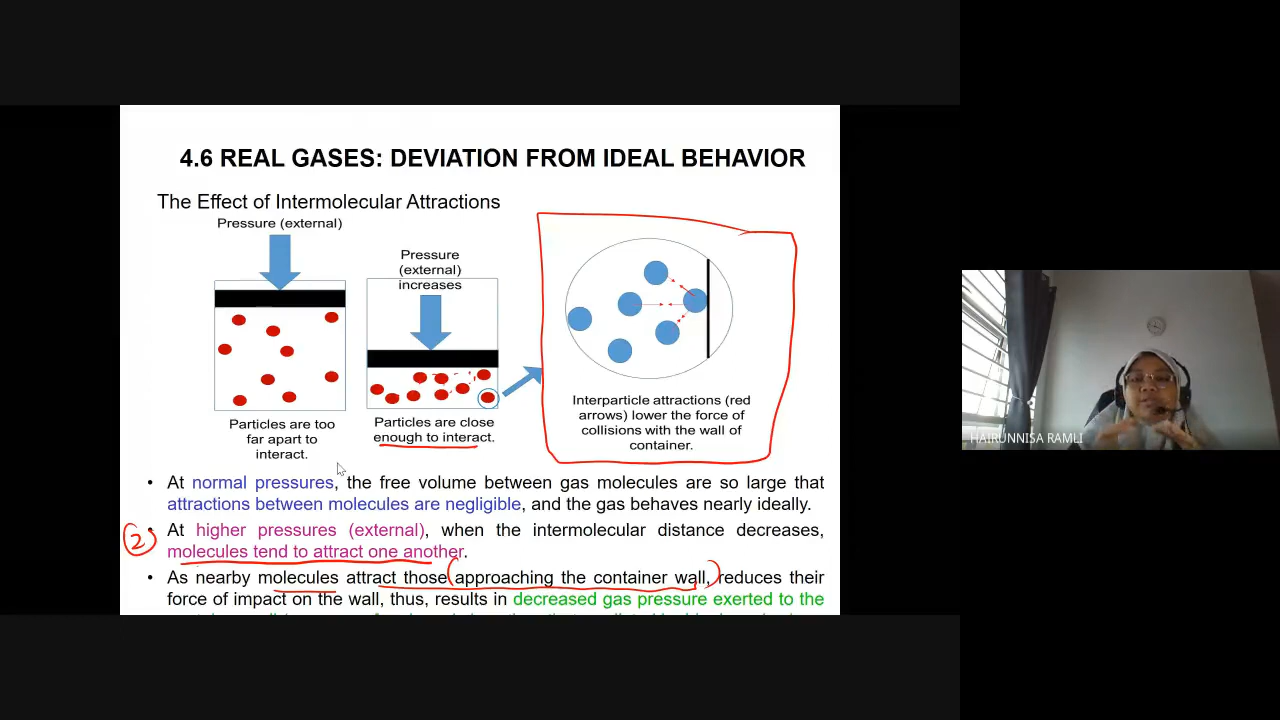 4.6 REAL GASES: DEVIATION FROM IDEAL BEHAVIOR
The Effect of Intermolecular Attractions
Pressure (external)
Pressure
(external)
increases
Particles are too
far apart to
interact.
Particles are close
enough to interact.
Interparticle attractions (red
arrows) lower the force of
collisions with the wall of
container.
HAIRUNNISA RAMLI
• At normal pressures, the free volume between gas molecules are so large that
attractions between molecules are negligible, and the gas behaves nearly ideally.
2
• At higher pressures (external), when the intermolecular distance decreases,
molecules tend to attract one another.
• As nearby molecules attract those (approaching the container wall,) reduces their
force of impact on the wall, thus, results in decreased gas pressure exerted to the